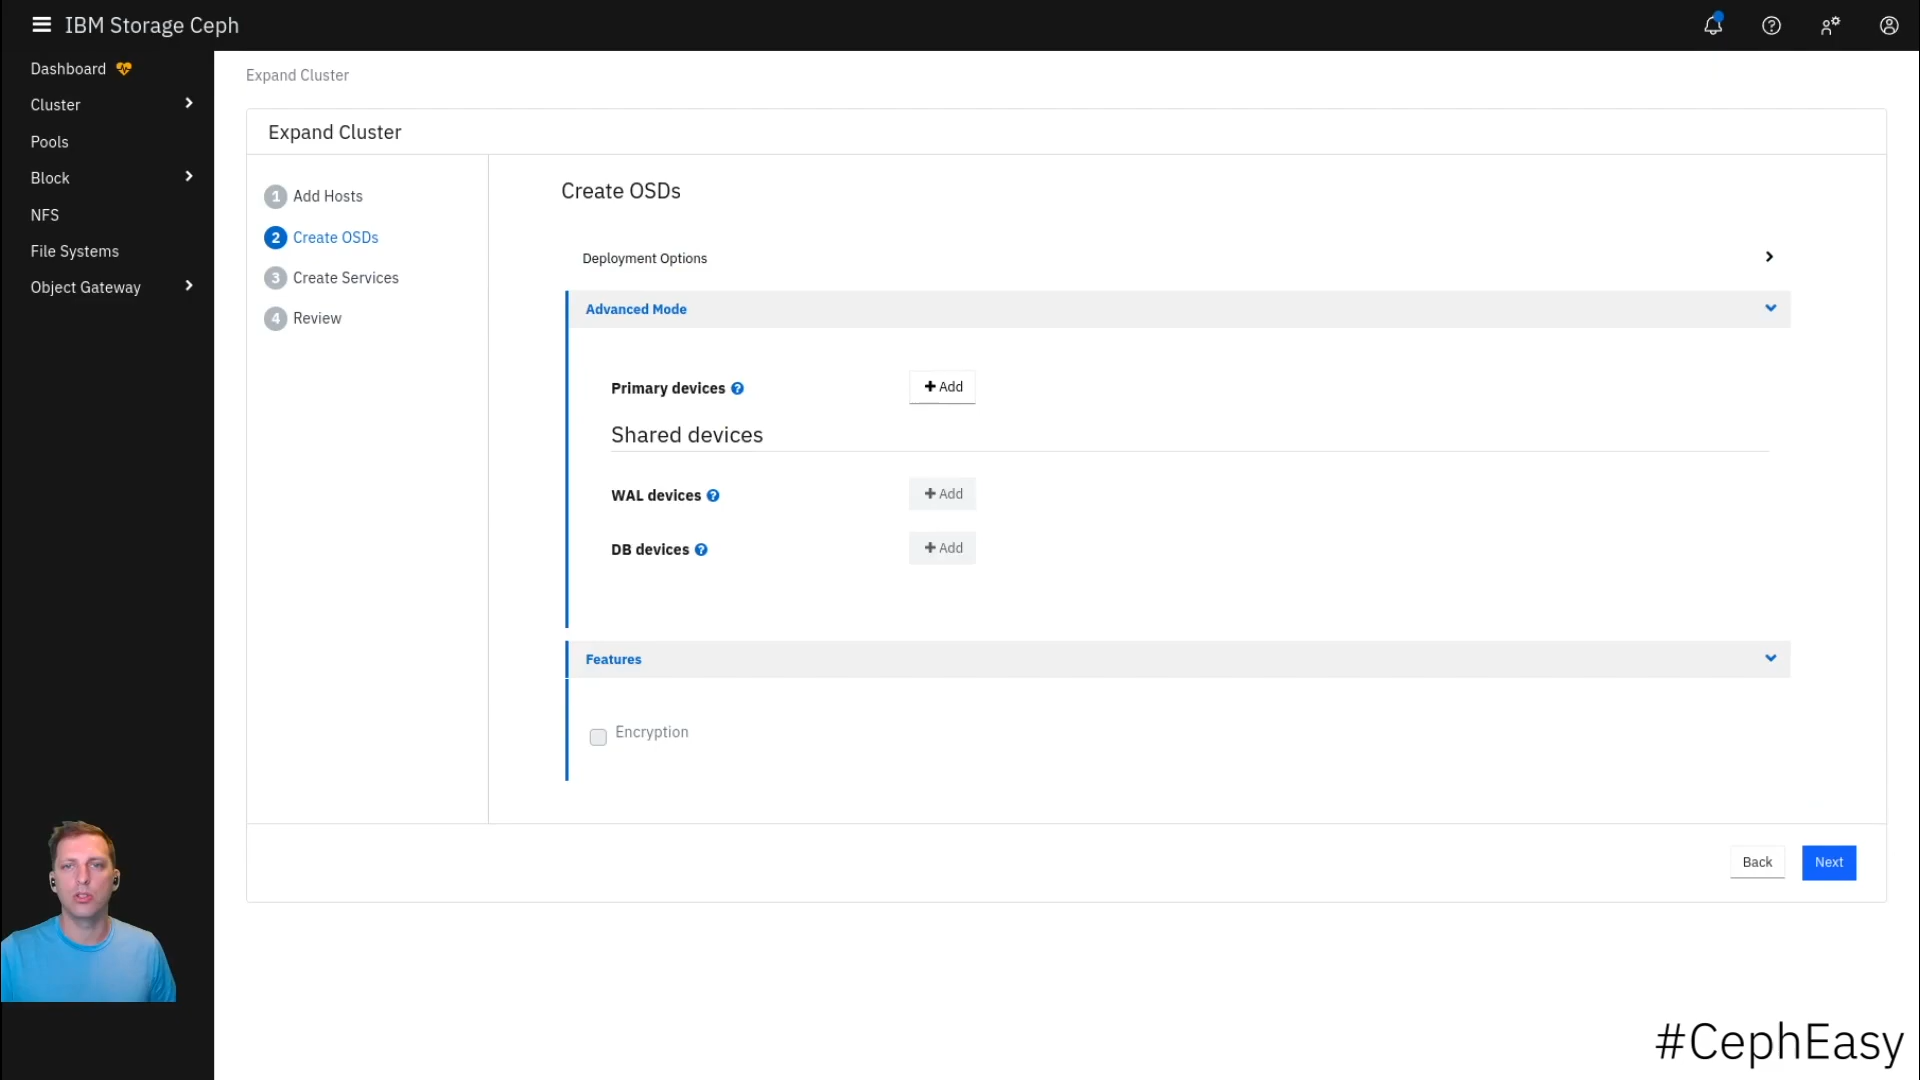 IBM Storage Ceph
Dashboard
Cluster
Pools
Block
NFS
File Systems
Object Gateway
Expand Cluster
Expand Cluster
1 Add Hosts
2 Create OSDs
3 Create Services
4 Review
Create OSDs
Deployment Options
Advanced Mode
Primary devices
Add
Shared devices
WAL devices
Add
DB devices
Add
Features
Encryption
Back
Next
#CephEasy